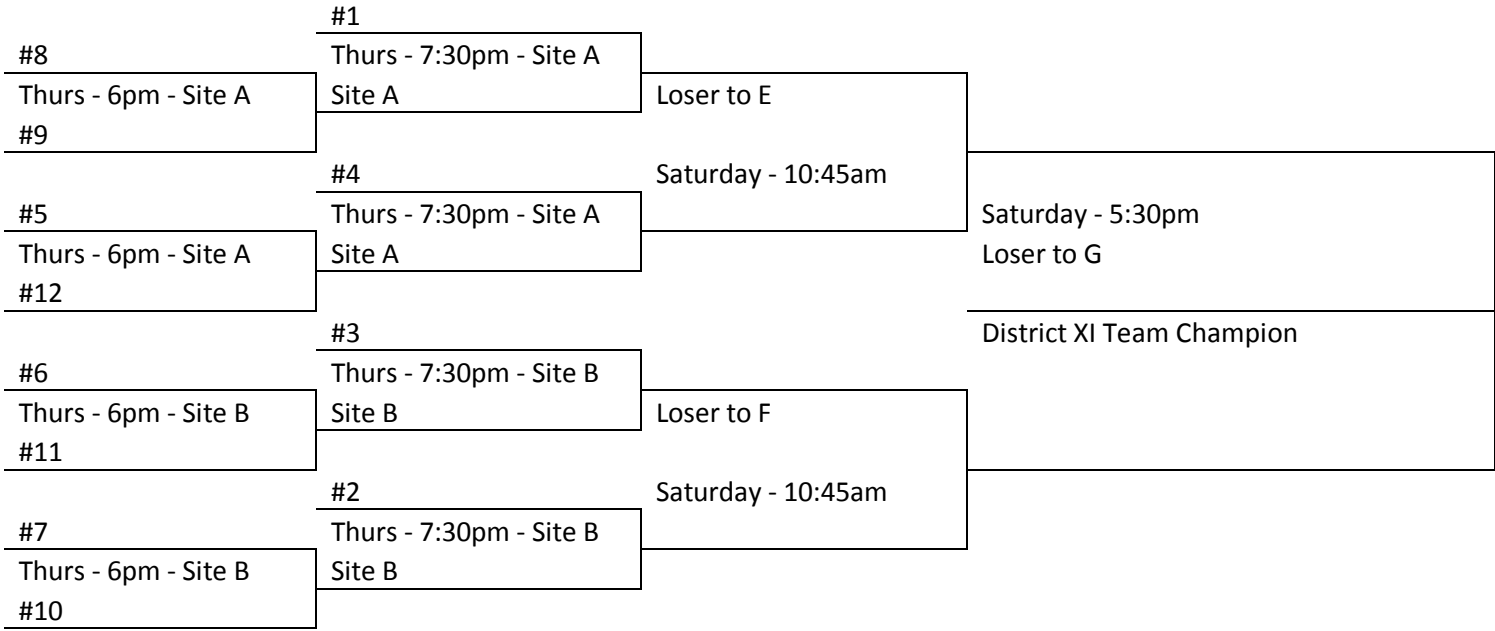 #1
#8
Thurs - 7:30pm - Site A
Thurs - 6pm - Site A
Site A
Loser to E
#9
#4
Saturday - 10:45am
#5
Thurs - 7:30pm - Site A
Saturday - 5:30pm
Thurs - 6pm - Site A
Site A
Loser to G
#12
#3
District XI Team Champion
#6
Thurs - 7:30pm - Site B
Thurs - 6pm - Site B
Site B
Loser to F
#11
#2
Saturday - 10:45am
#7
Thurs - 7:30pm - Site B
Thurs - 6pm - Site B
Site B
#10